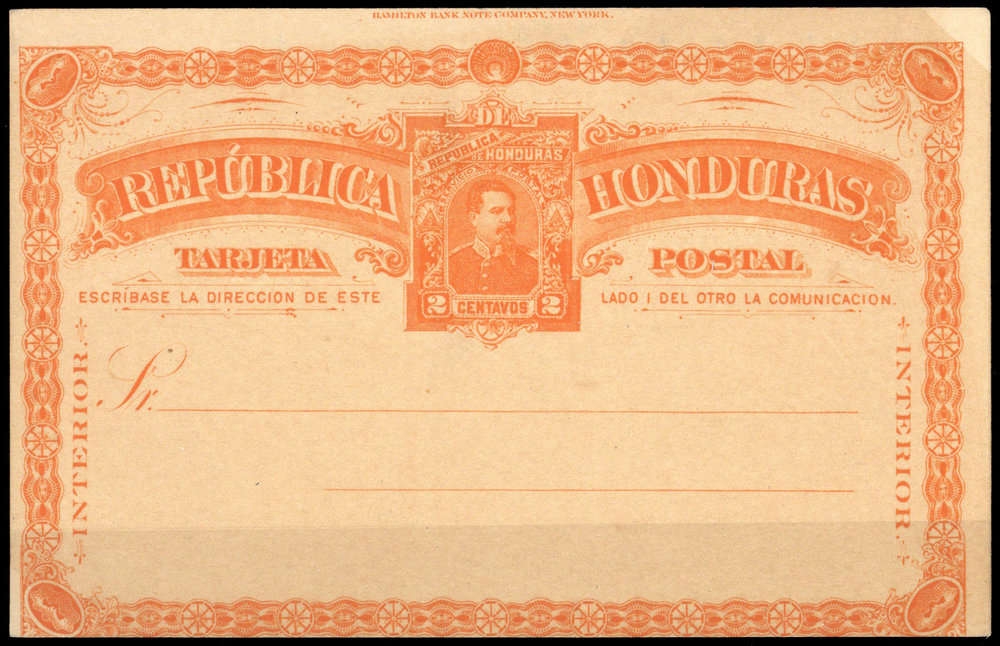 HAMILTON BANK NOTE COMPANY, NEW YORK.
REPÚBLICA DE HONDURAS
REPUBLICA DE HONDURAS
TARJETA POSTAL
2 CENTAVOS 2
ESCRÍBASE LA DIRECCION DE ESTE LADO I DEL OTRO LA COMUNICACION.
INTERIOR.
INTERIOR.
Sr.